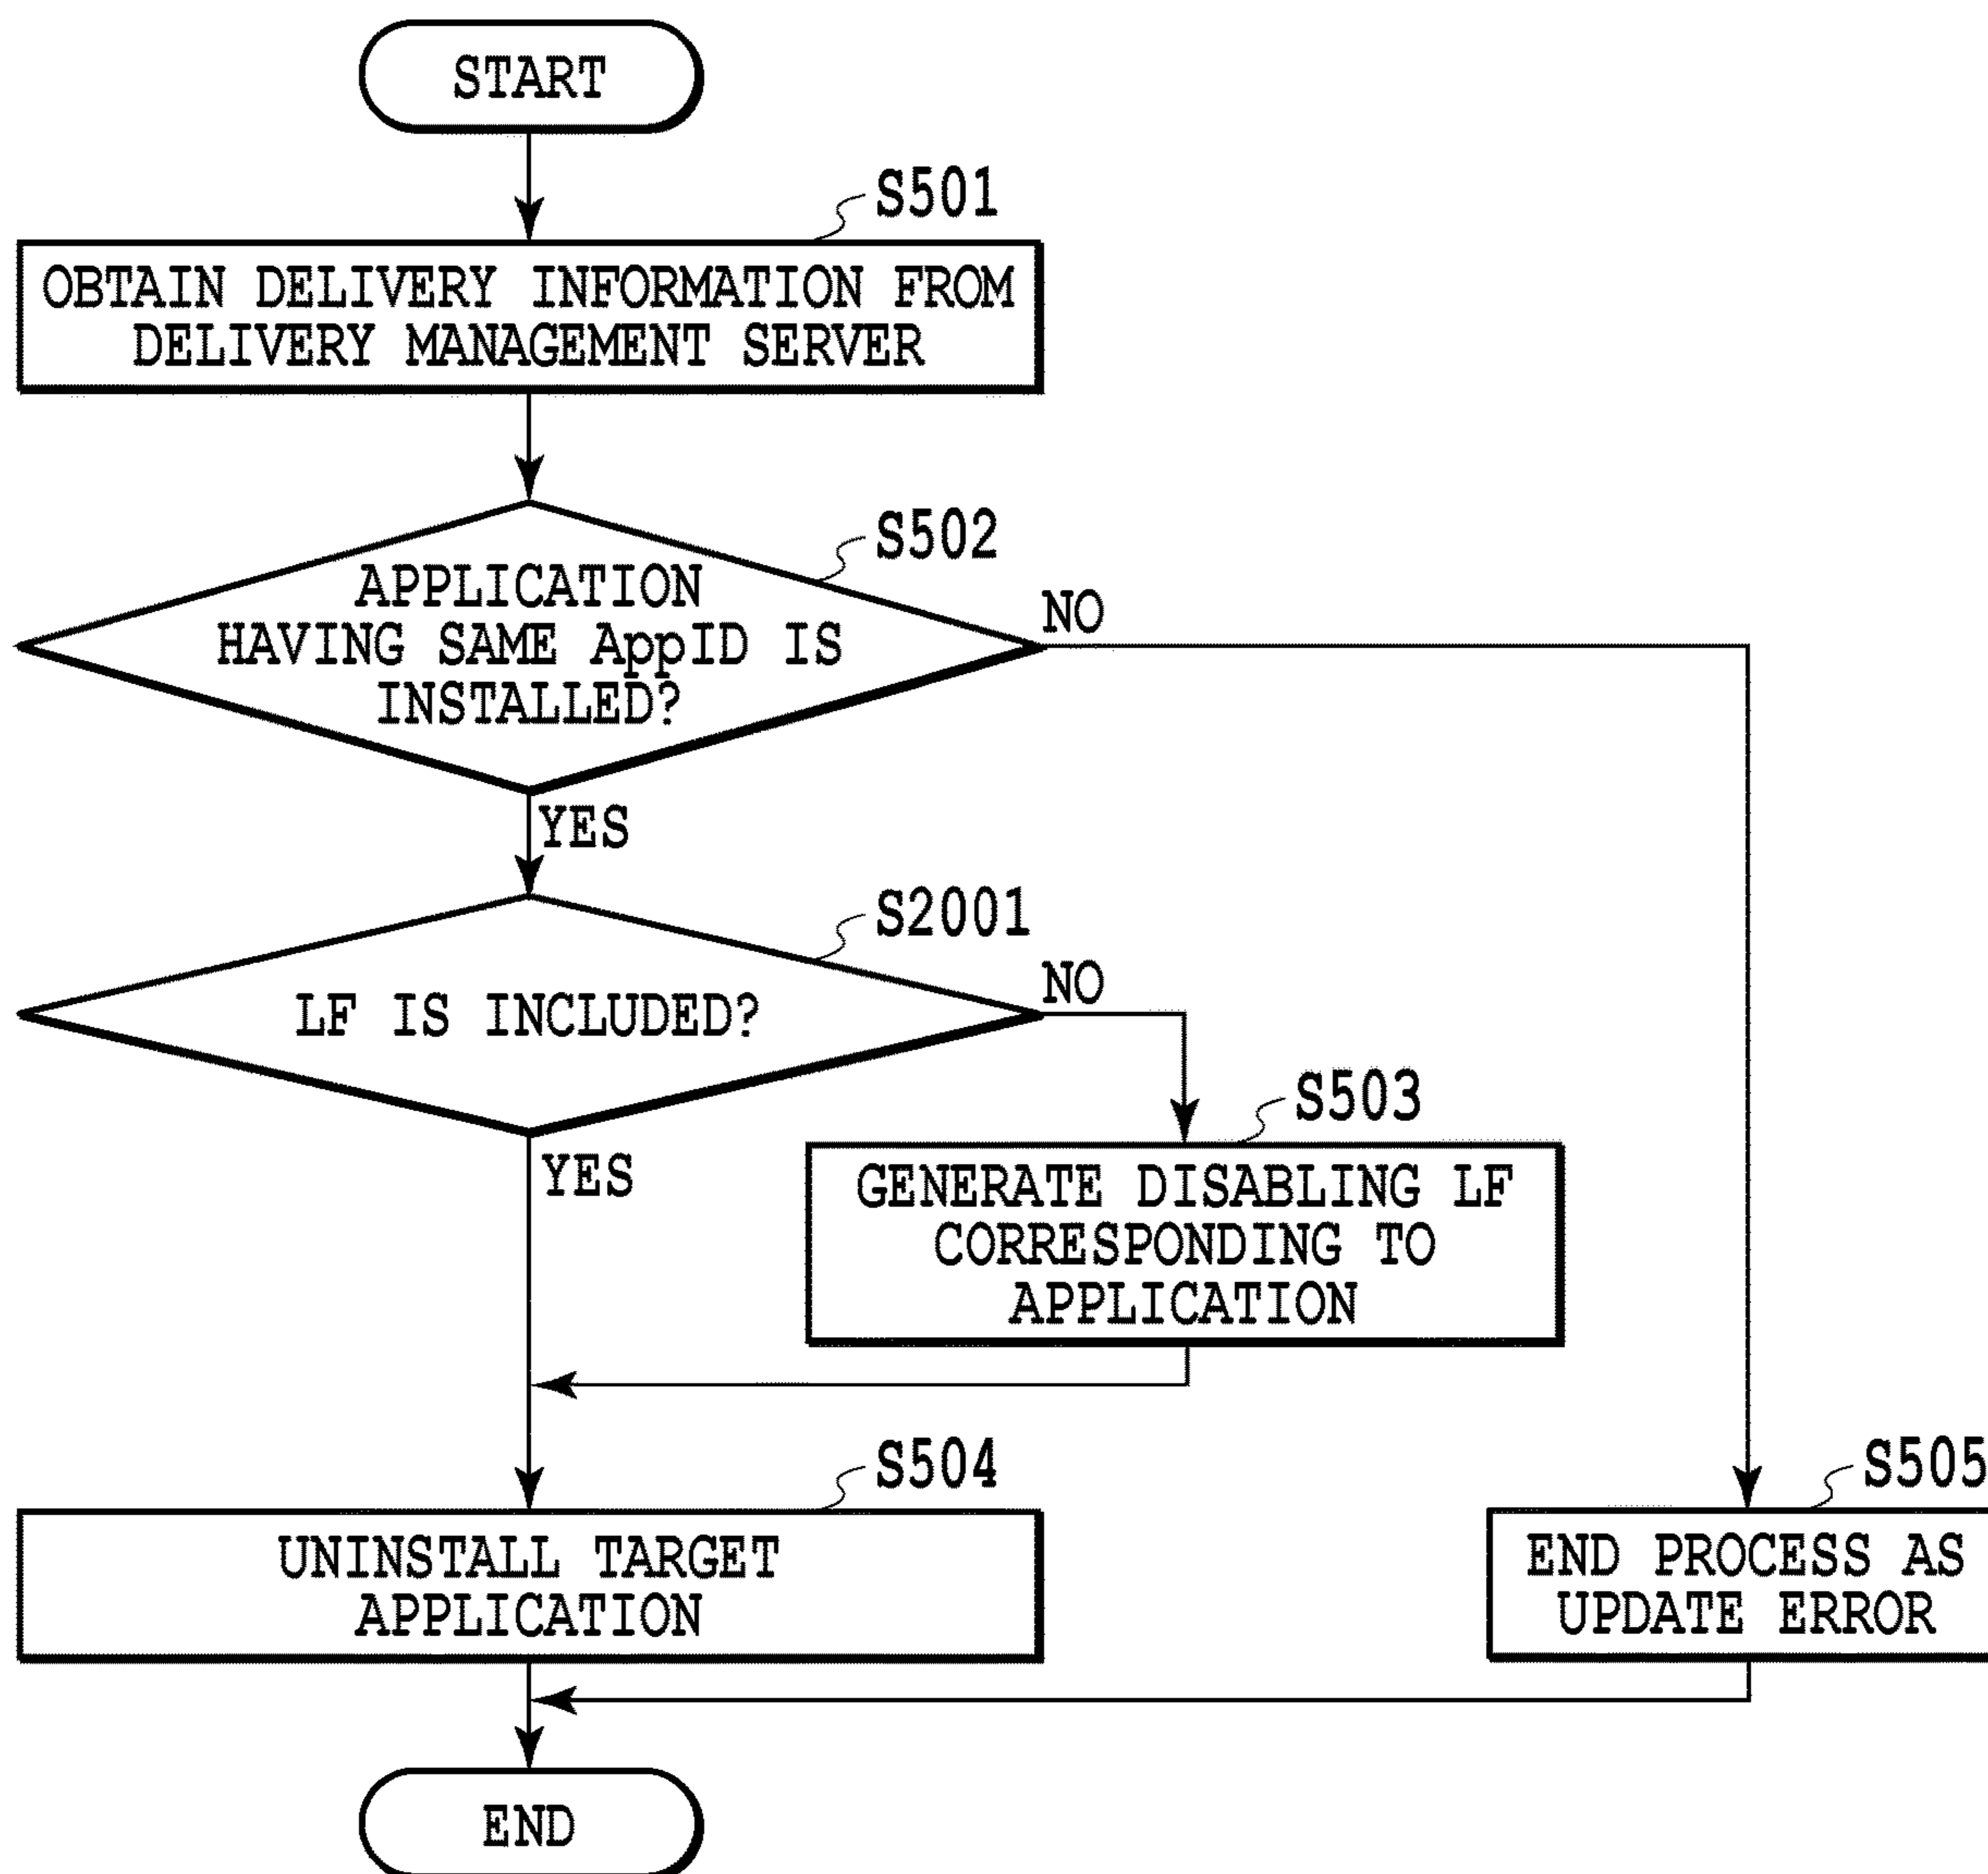 START
S501
OBTAIN DELIVERY INFORMATION FROM
DELIVERY MANAGEMENT SERVER
S502
APPLICATION
HAVING SAME AppID IS
INSTALLED?
NO
YES
S2001
LF IS INCLUDED?
NO
YES
S503
GENERATE DISABLING LF
CORRESPONDING TO
APPLICATION
S504
UNINSTALL TARGET
APPLICATION
S505
END PROCESS AS
UPDATE ERROR
END